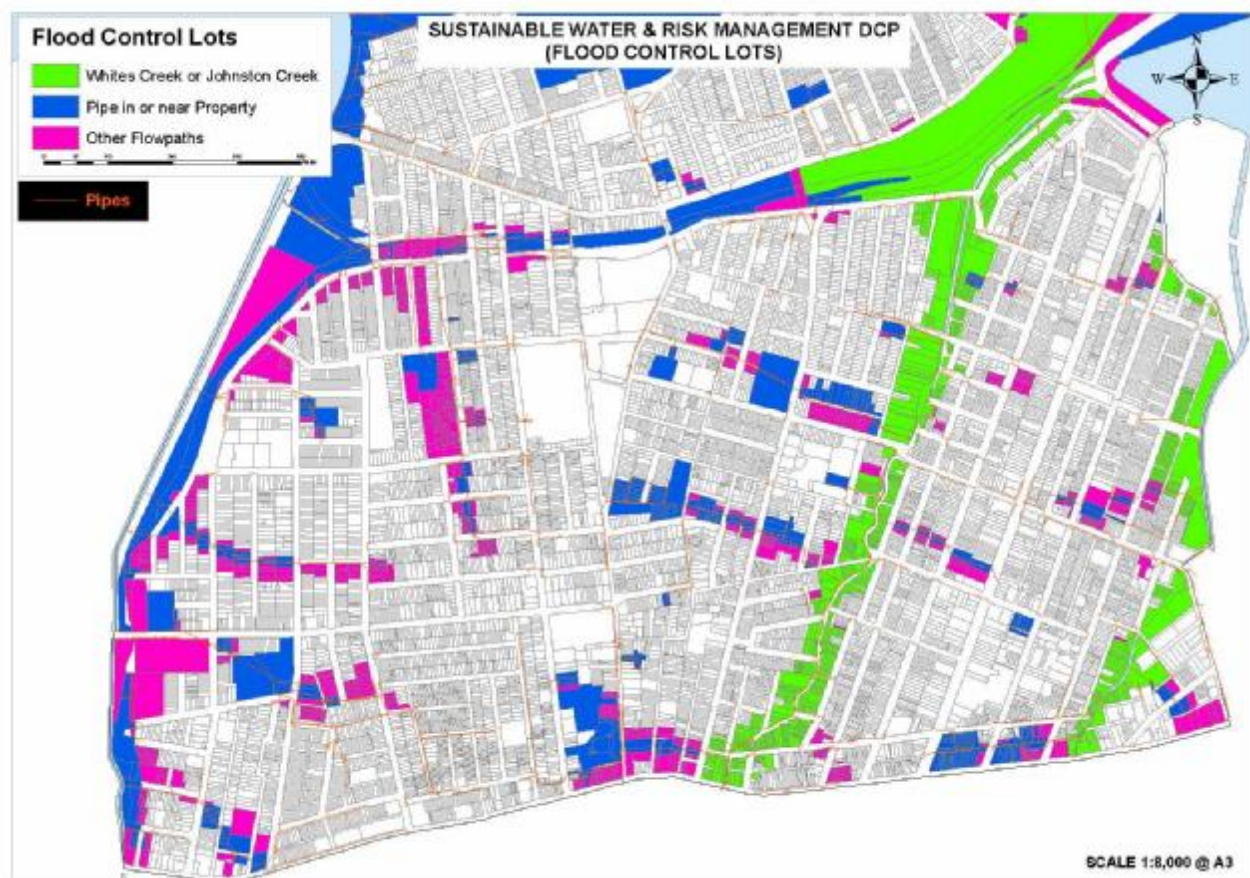 SUSTAINABLE WATER & RISK MANAGEMENT DCP
(FLOOD CONTROL LOTS)
Flood Control Lots
Whites Creek or Johnston Creek
Pipe in or near Property
Other Flowpaths
Pipes
N
W
E
S
SCALE 1:8,000 @ A3